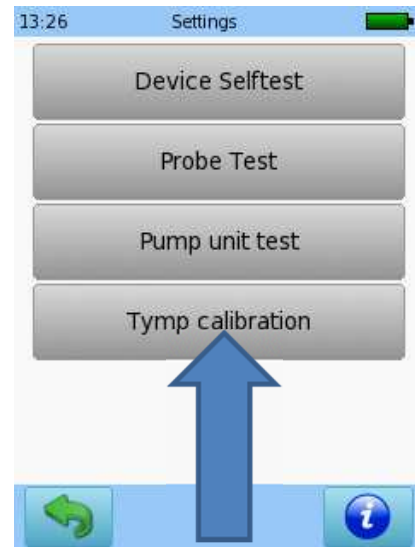 13:26 Settings
Device Selftest
Probe Test
Pump unit test
Tymp calibration
i